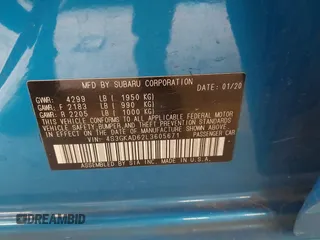 MFD BY SUBARU CORPORATION DATE: 01/20
GVWR: 4299 LB [ 1950 KG]
GAWR: F 2183 LB [ 990 KG]
GAWR: R 2205 LB [ 1000 KG]
THIS VEHICLE CONFORMS TO ALL APPLICABLE FEDERAL MOTOR
VEHICLE SAFETY, BUMPER, AND THEFT PREVENTION STANDARDS IN
EFFECT ON THE DATE OF MANUFACTURE SHOWN ABOVE.
VIN: 4S3GKAD62L3605671 PASSENGER CAR
ASSEMBLED BY SIA, INC. MADE IN U.S.A.
DREAMBID